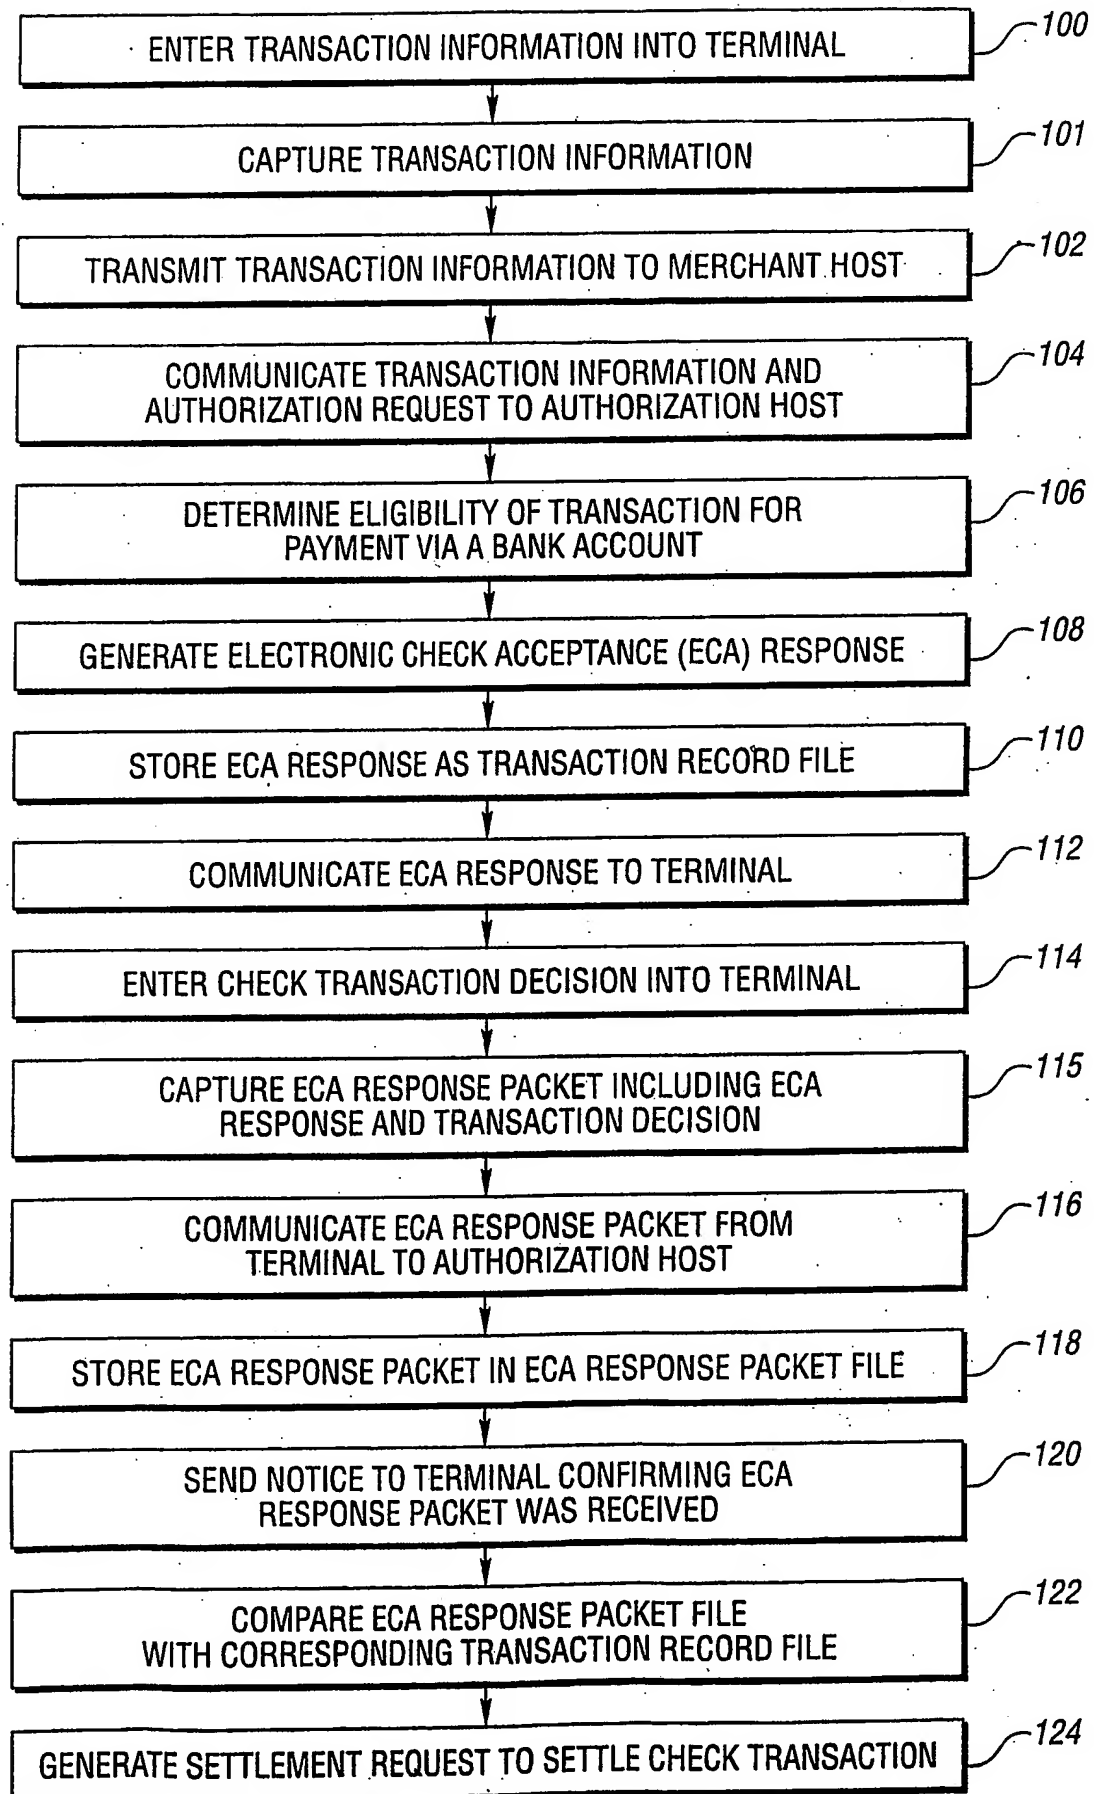 ENTER TRANSACTION INFORMATION INTO TERMINAL
100
CAPTURE TRANSACTION INFORMATION
101
TRANSMIT TRANSACTION INFORMATION TO MERCHANT HOST
102
COMMUNICATE TRANSACTION INFORMATION AND
AUTHORIZATION REQUEST TO AUTHORIZATION HOST
104
DETERMINE ELIGIBILITY OF TRANSACTION FOR
PAYMENT VIA A BANK ACCOUNT
106
GENERATE ELECTRONIC CHECK ACCEPTANCE (ECA) RESPONSE
108
STORE ECA RESPONSE AS TRANSACTION RECORD FILE
110
COMMUNICATE ECA RESPONSE TO TERMINAL
112
ENTER CHECK TRANSACTION DECISION INTO TERMINAL
114
CAPTURE ECA RESPONSE PACKET INCLUDING ECA
RESPONSE AND TRANSACTION DECISION
115
COMMUNICATE ECA RESPONSE PACKET FROM
TERMINAL TO AUTHORIZATION HOST
116
STORE ECA RESPONSE PACKET IN ECA RESPONSE PACKET FILE
118
SEND NOTICE TO TERMINAL CONFIRMING ECA
RESPONSE PACKET WAS RECEIVED
120
COMPARE ECA RESPONSE PACKET FILE
WITH CORRESPONDING TRANSACTION RECORD FILE
122
GENERATE SETTLEMENT REQUEST TO SETTLE CHECK TRANSACTION
124